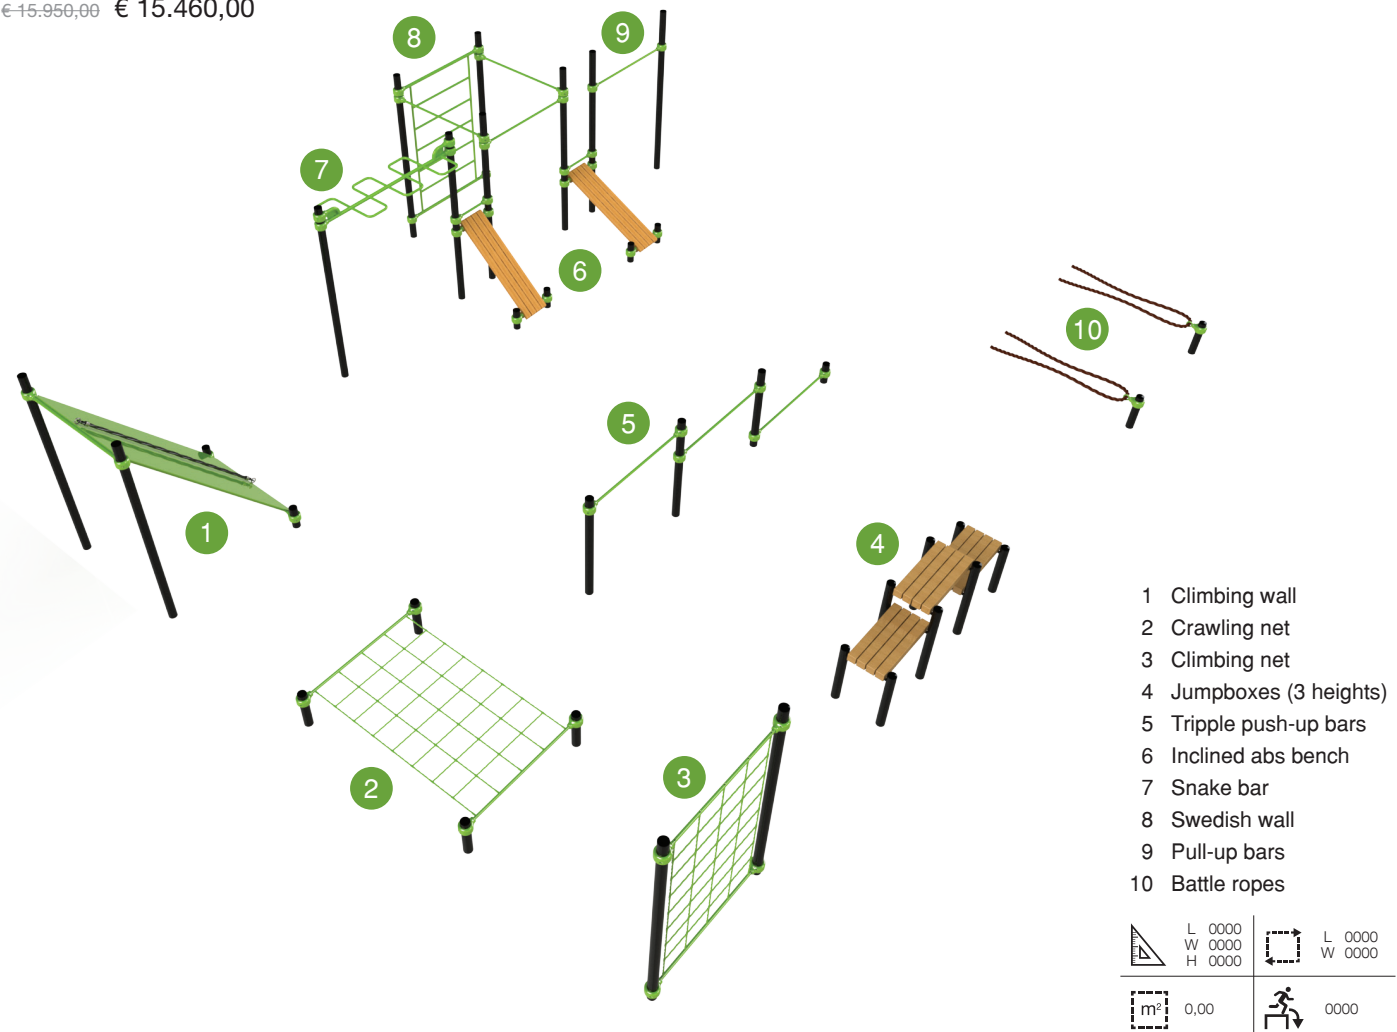 € 15.950,00 € 15.460,00
8
9
7
6
10
5
1
4
2
3
1 Climbing wall
2 Crawling net
3 Climbing net
4 Jumpboxes (3 heights)
5 Tripple push-up bars
6 Inclined abs bench
7 Snake bar
8 Swedish wall
9 Pull-up bars
10 Battle ropes
L 0000
W 0000
H 0000
L 0000
W 0000
m² 0,00
0000